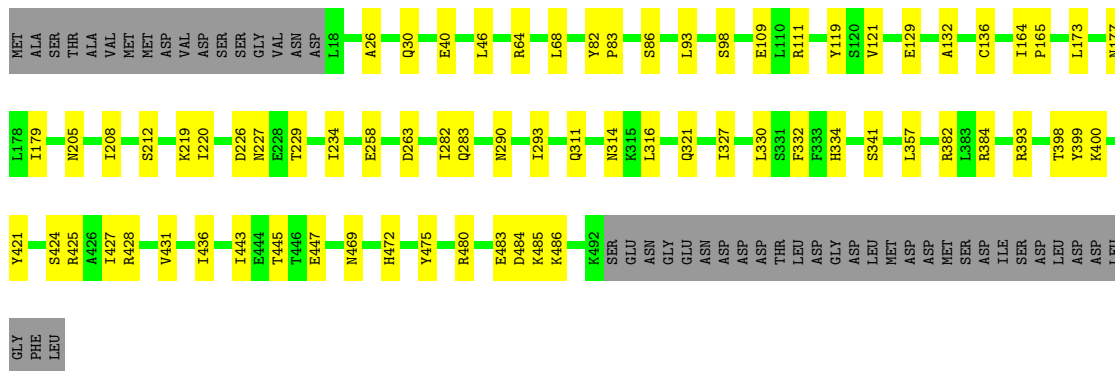 MET ALA SER THR ALA VAL MET MET ASP VAL ASP SER SER GLY VAL ASN ASP L18 A26 Q30 E40 L46 R64 L68 Y82 P83 S86 L93 S98 E109 L110 R111 Y119 S120 V121 E129 A132 C136 I164 P165 L173 N177
L178 I179 N205 I208 S212 K219 I220 D226 N227 E228 T229 I234 E258 D263 I282 Q283 N290 I293 Q311 N314 K315 L316 Q321 I327 L330 S331 F332 F333 H334 S341 L357 R382 L383 R384 R393 T398 Y399 K400
Y421 S424 R425 A426 I427 R428 V431 I436 I443 E444 T445 T446 E447 N469 H472 Y475 R480 E483 D484 K485 K486 K492 SER GLU ASN GLY GLU ASN ASP ASP ASP ASP THR LEU ASP GLY ASP LEU MET ASP ASP MET SER ASP ILE SER ASP LEU ASP ASP LEU
GLY PHE LEU